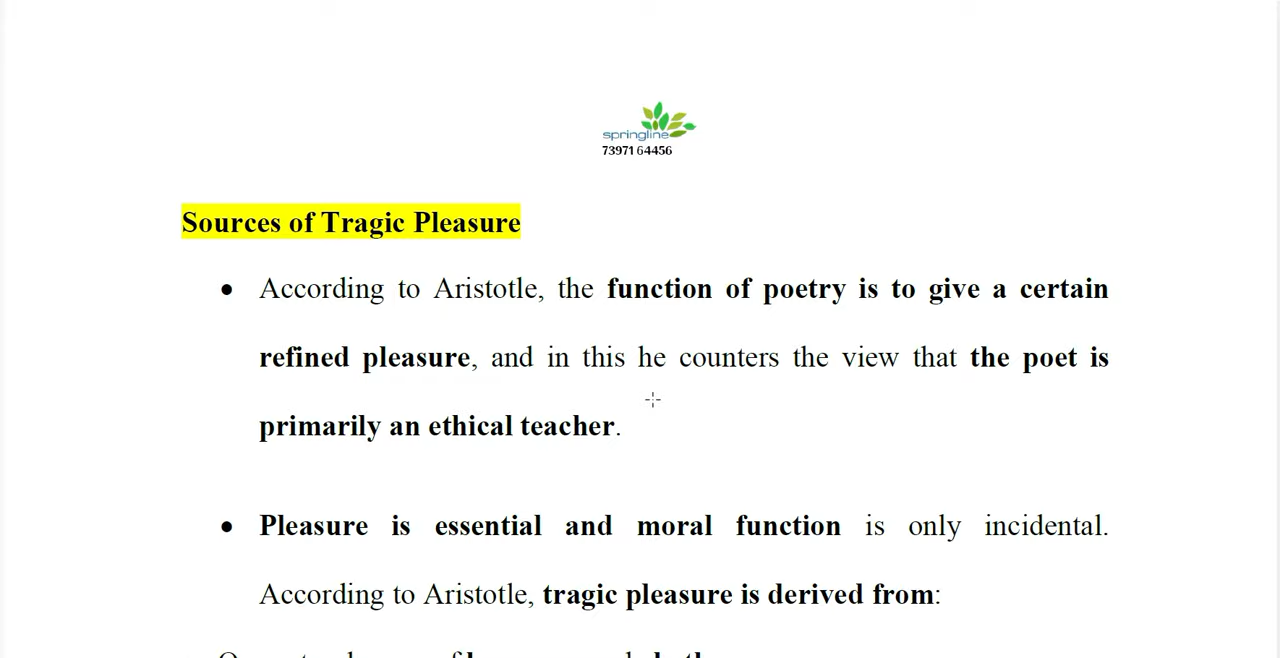 springline
7397164456
Sources of Tragic Pleasure
• According to Aristotle, the function of poetry is to give a certain
refined pleasure, and in this he counters the view that the poet is
primarily an ethical teacher.
• Pleasure is essential and moral function is only incidental.
According to Aristotle, tragic pleasure is derived from: